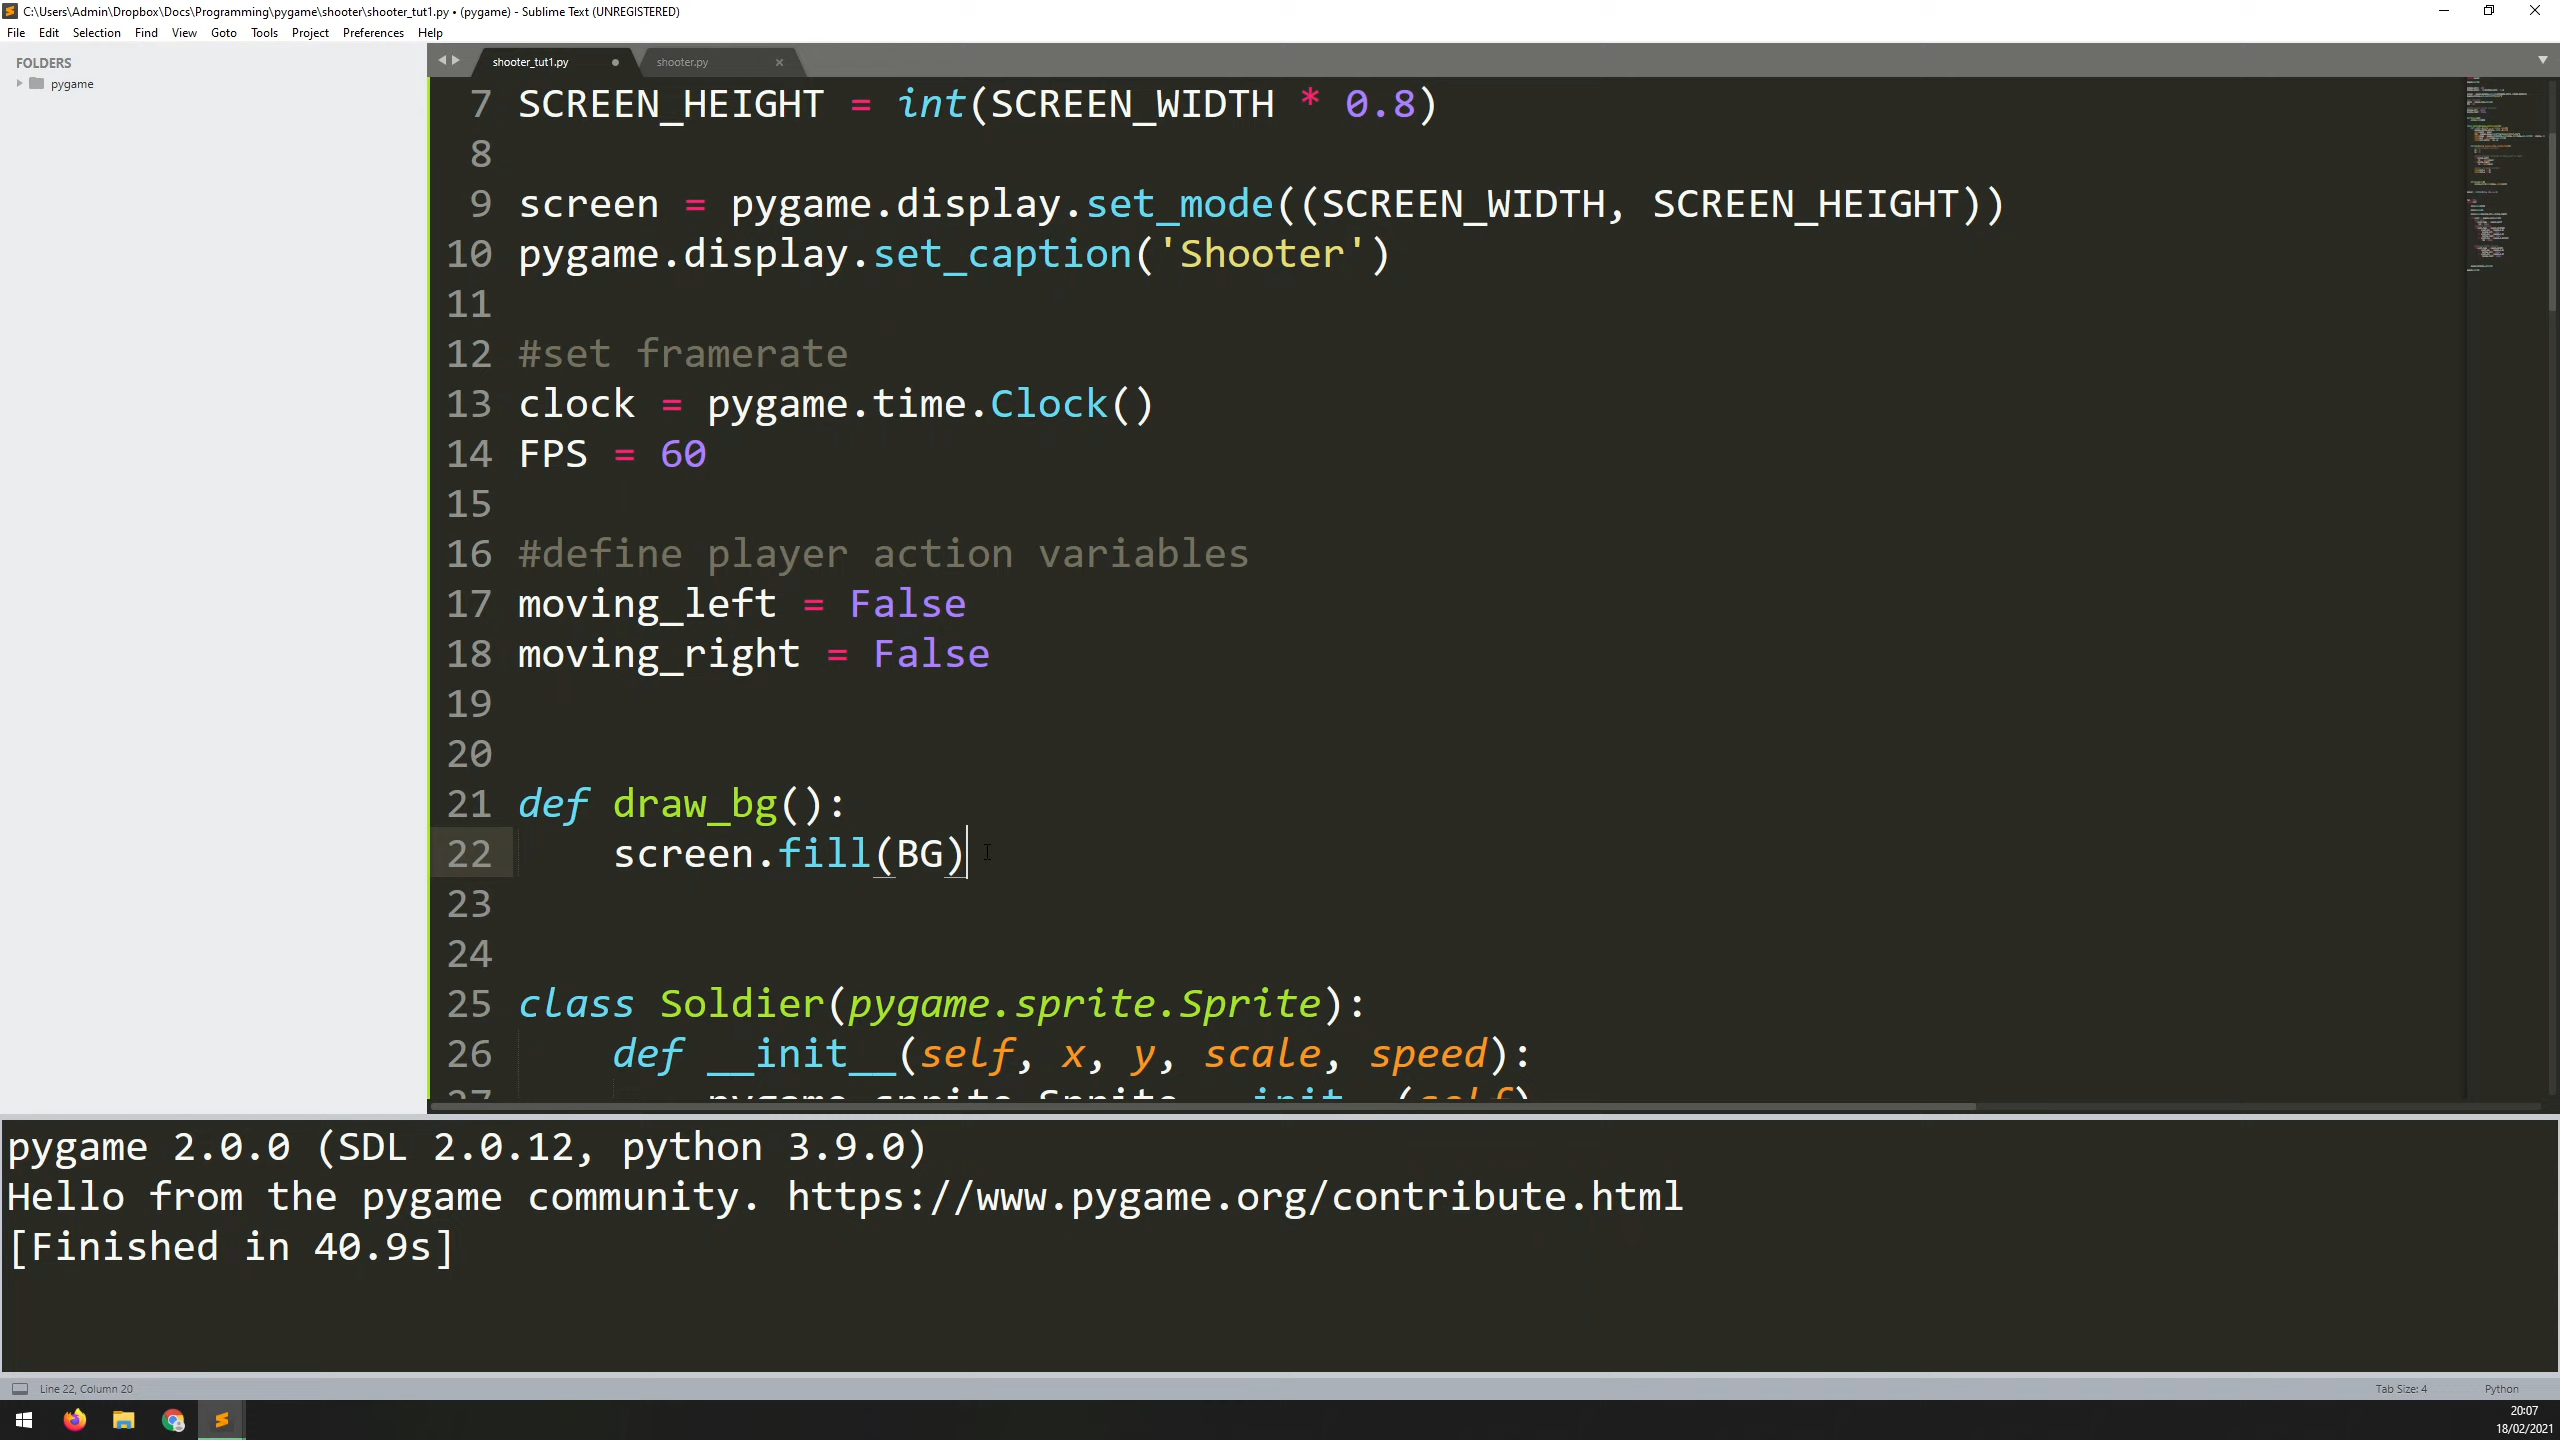 C:\Users\Admin\Dropbox\Docs\Programming\pygame\shooter\shooter_tut1.py • (pygame) - Sublime Text (UNREGISTERED)
File Edit Selection Find View Goto Tools Project Preferences Help
FOLDERS
pygame
shooter_tut1.py
shooter.py
7 SCREEN_HEIGHT = int(SCREEN_WIDTH * 0.8)
8
9 screen = pygame.display.set_mode((SCREEN_WIDTH, SCREEN_HEIGHT))
10 pygame.display.set_caption('Shooter')
11
12 #set framerate
13 clock = pygame.time.Clock()
14 FPS = 60
15
16 #define player action variables
17 moving_left = False
18 moving_right = False
19
20
21 def draw_bg():
22 screen.fill(BG)
23
24
25 class Soldier(pygame.sprite.Sprite):
26 def __init__(self, x, y, scale, speed):
27 pygame.sprite.Sprite.__init__(self)
pygame 2.0.0 (SDL 2.0.12, python 3.9.0)
Hello from the pygame community. https://www.pygame.org/contribute.html
[Finished in 40.9s]
Line 22, Column 20
Tab Size: 4
Python
20:07
18/02/2021